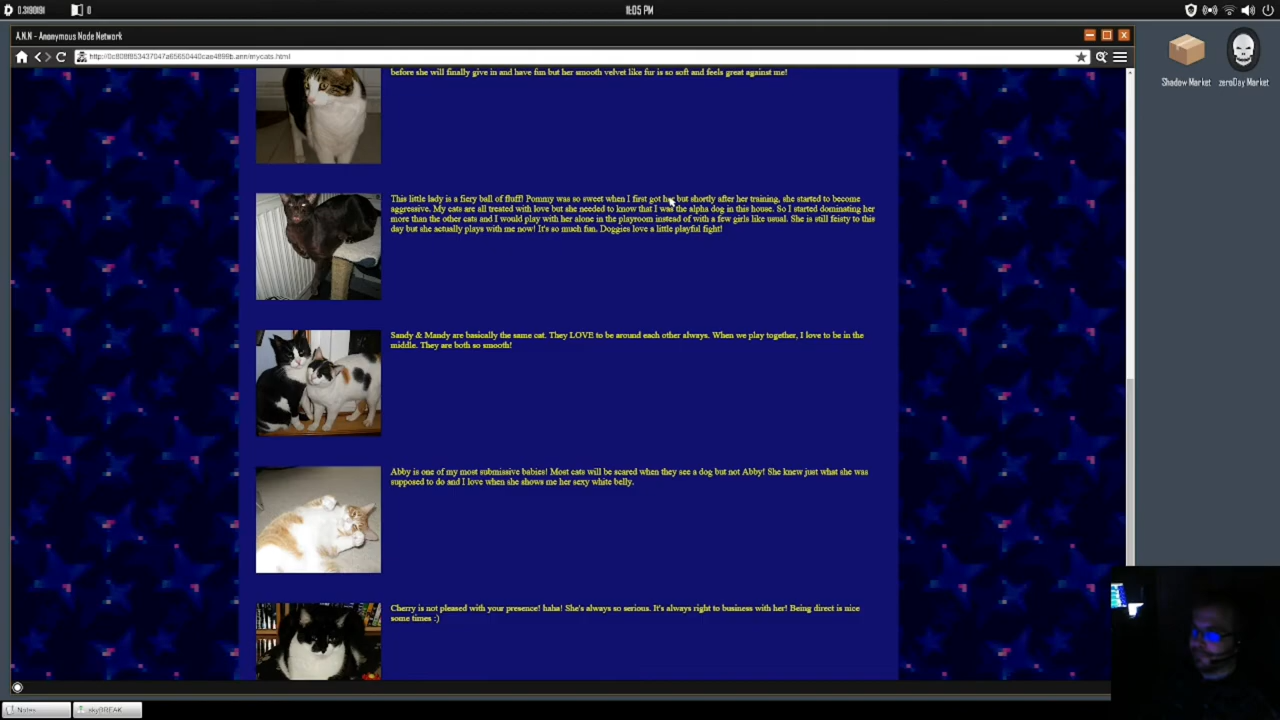 0.3190191
0
11:05 PM
A.N.N - Anonymous Node Network
before she will finally give in and have fun but her smooth velvet like fur is so soft and feels great against me!
This little lady is a fiery ball of fluff! Pommy was so sweet when I first got her but shortly after her training, she started to become
aggressive. My cats are all treated with love but she needed to know that I was the alpha dog in this house. So I started dominating her
more than the other cats and I would play with her alone in the playroom instead of with a few girls like usual. She is still feisty to this
day but she actually plays with me now! It's so much fun. Doggies love a little playful fight!
Sandy & Mandy are basically the same cat. They LOVE to be around each other always. When we play together, I love to be in the
middle. They are both so smooth!
Abby is one of my most submissive babies! Most cats will be scared when they see a dog but not Abby! She knew just what she was
supposed to do and I love when she shows me her sexy white belly.
Cherry is not pleased with your presence! haha! She's always so serious. It's always right to business with her! Being direct is nice
some times :)
Shadow Market
zeroDay Market
Notes
skyBREAK